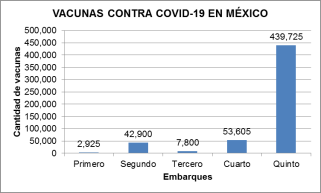 VACUNAS CONTRA COVID-19 EN MÉXICO
Cantidad de vacunas
500,000
450,000
400,000
350,000
300,000
250,000
200,000
150,000
100,000
50,000
0
2,925
42,900
7,800
53,605
439,725
Primero
Segundo
Tercero
Cuarto
Quinto
Embarques